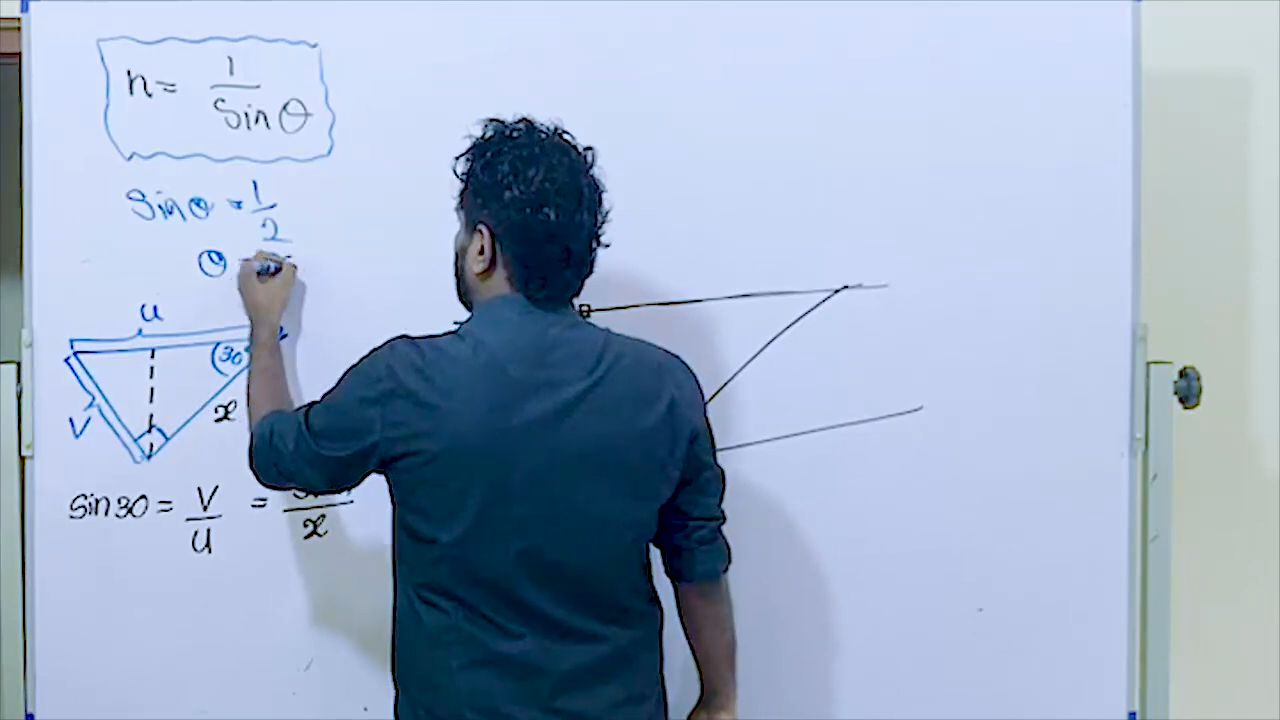 n = 1/Sinθ
Sinθ = 1/2
θ =
u
(30
V
x
Sin30 = V/U = /x